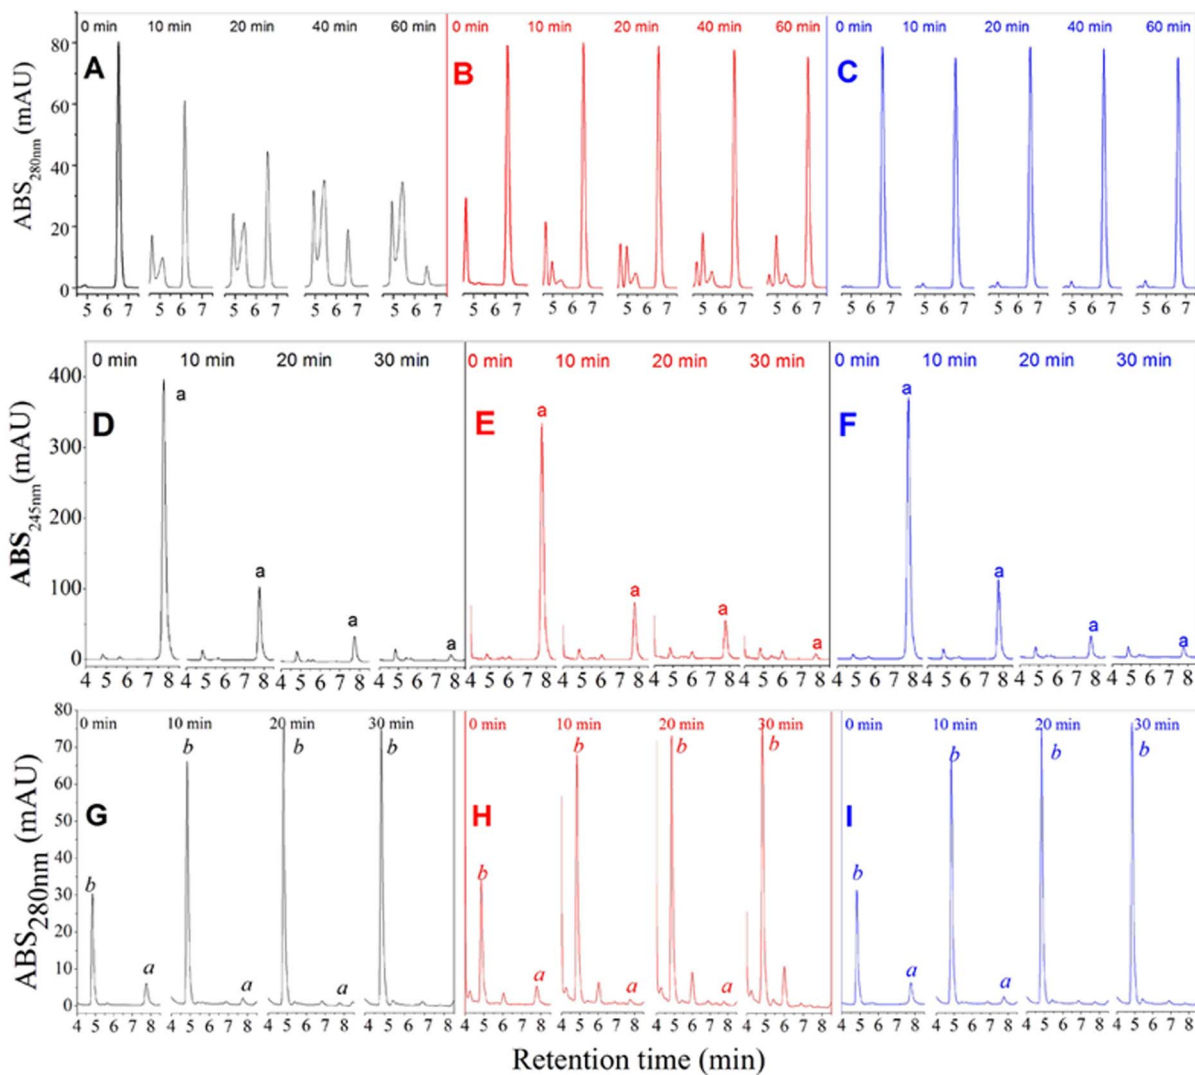 0 min 10 min 20 min 40 min 60 min 0 min 10 min 20 min 40 min 60 min 0 min 10 min 20 min 40 min 60 min
A B C
80
60
40
20
0
ABS280nm (mAU)
5 6 7 5 6 7 5 6 7 5 6 7 5 6 7 5 6 7 5 6 7 5 6 7 5 6 7 5 6 7 5 6 7 5 6 7 5 6 7 5 6 7 5 6 7
0 min 10 min 20 min 30 min 0 min 10 min 20 min 30 min 0 min 10 min 20 min 30 min
D E F
a a a a a a a a a a a a
400
300
200
100
0
ABS245nm(mAU)
4 5 6 7 8 4 5 6 7 8 4 5 6 7 8 4 5 6 7 8 4 5 6 7 8 4 5 6 7 8 4 5 6 7 8 4 5 6 7 8 4 5 6 7 8 4 5 6 7 8 4 5 6 7 8 4 5 6 7 8
0 min 10 min 20 min 30 min 0 min 10 min 20 min 30 min 0 min 10 min 20 min 30 min
b b b b b b b b b b b b
G H I
a a a a a a a a
80
70
60
50
40
30
20
10
0
ABS280nm (mAU)
4 5 6 7 8 4 5 6 7 8 4 5 6 7 8 4 5 6 7 8 4 5 6 7 8 4 5 6 7 8 4 5 6 7 8 4 5 6 7 8 4 5 6 7 8 4 5 6 7 8 4 5 6 7 8 4 5 6 7 8
Retention time (min)